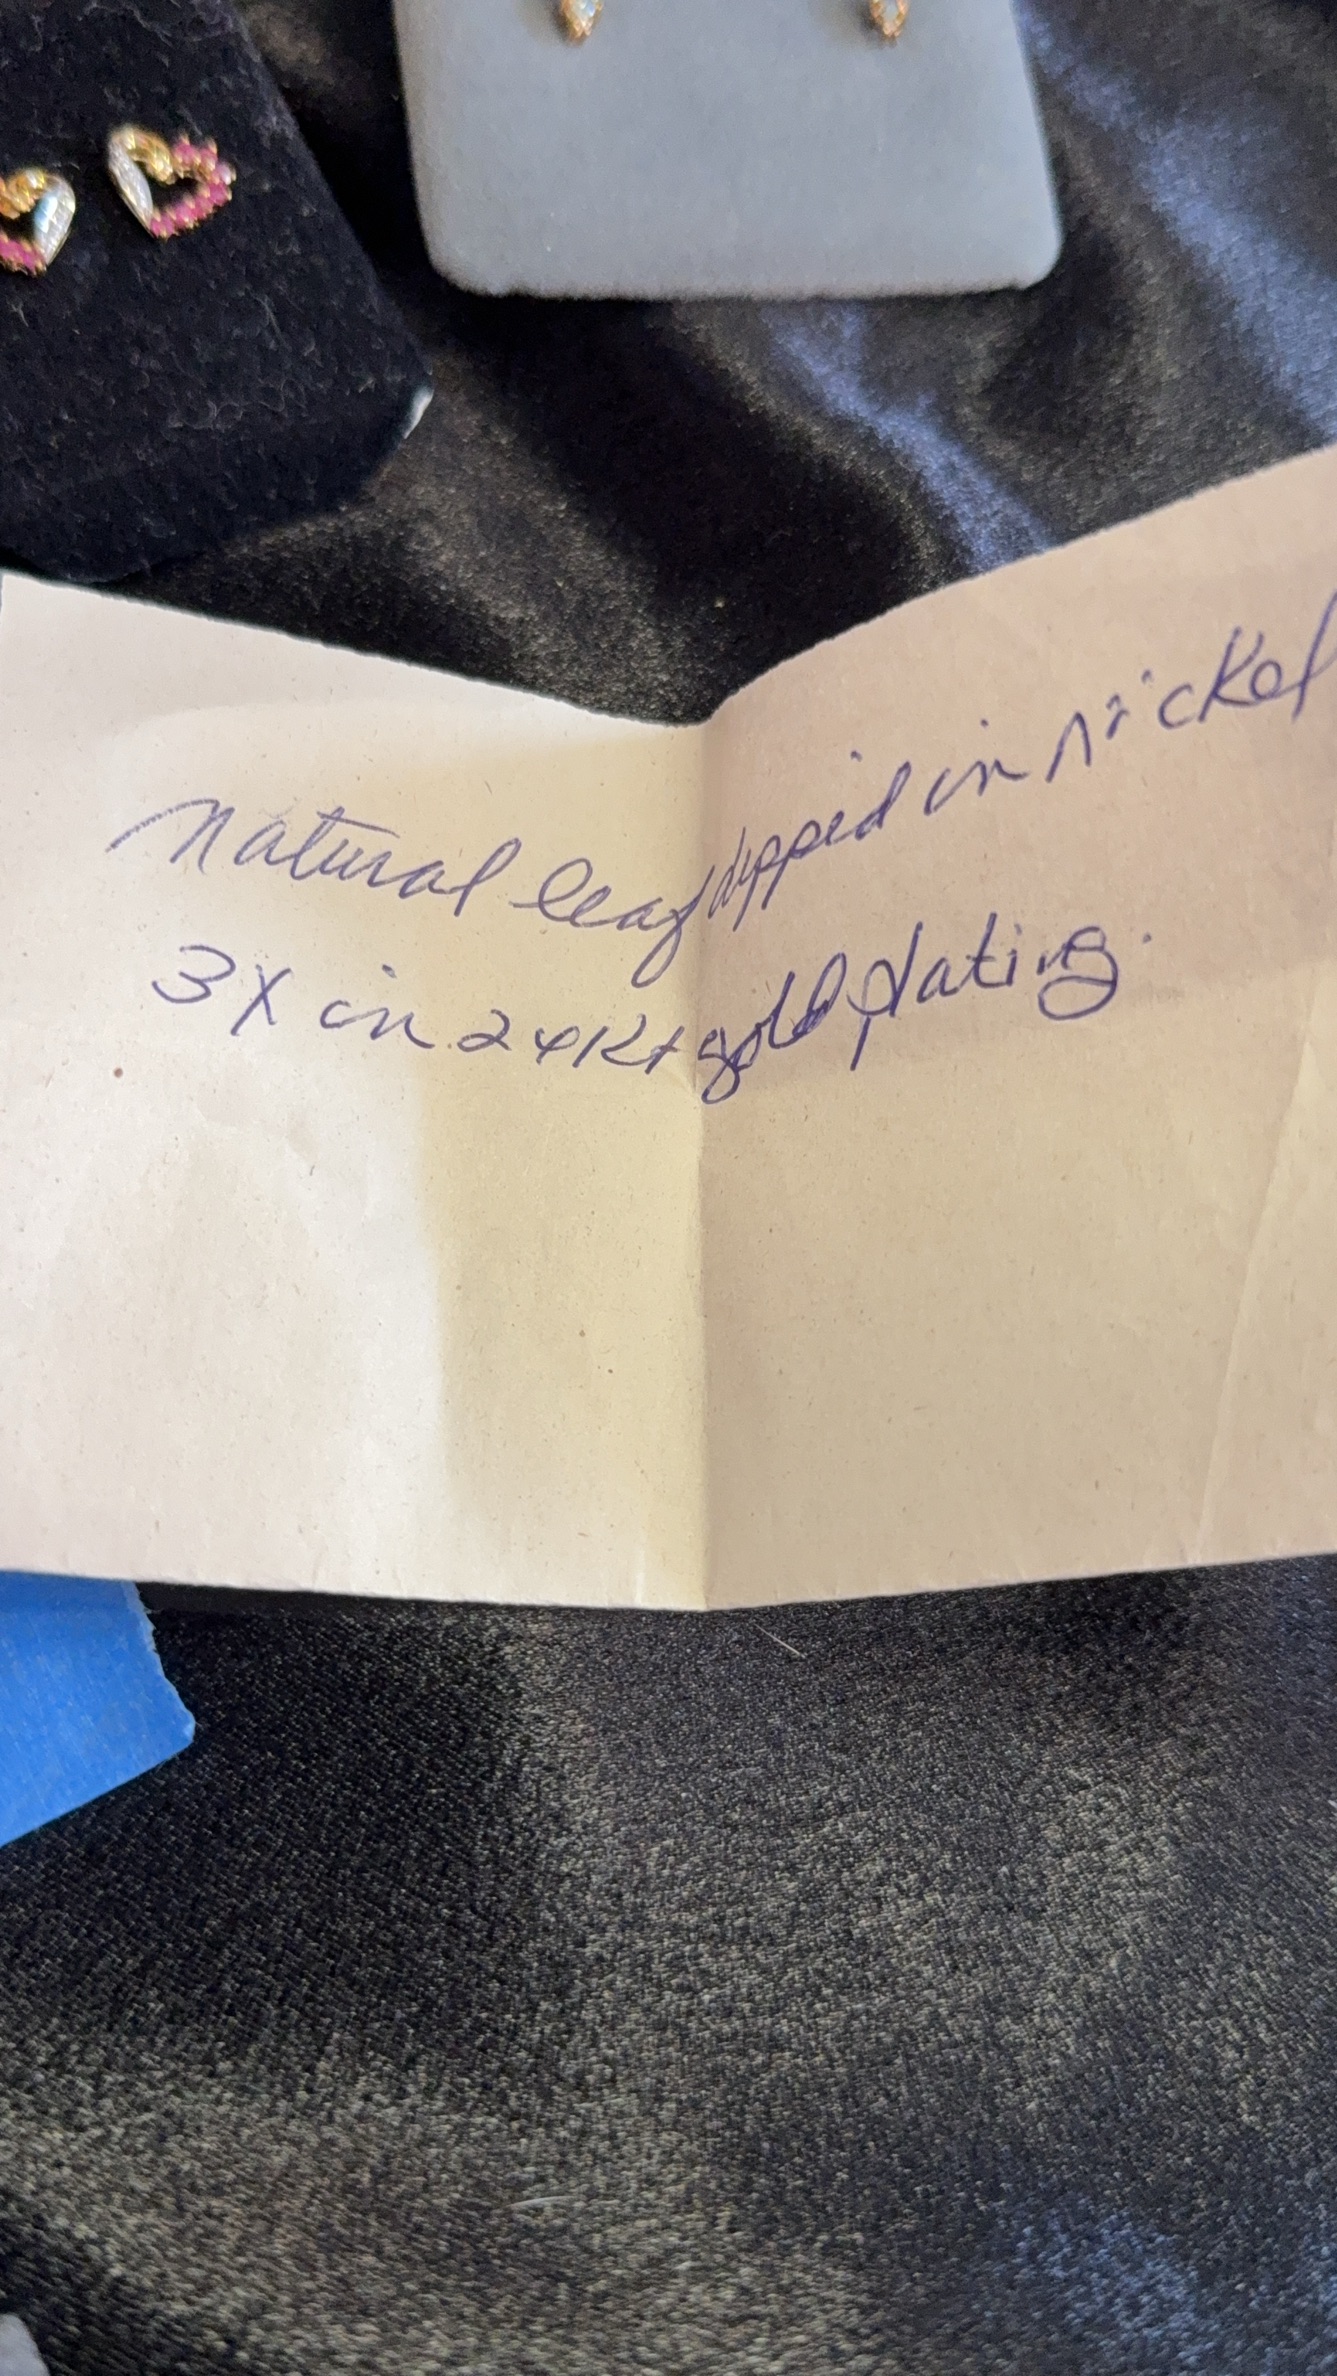 Natural leaf dipped in nickel
3X in 24Kt gold plating.